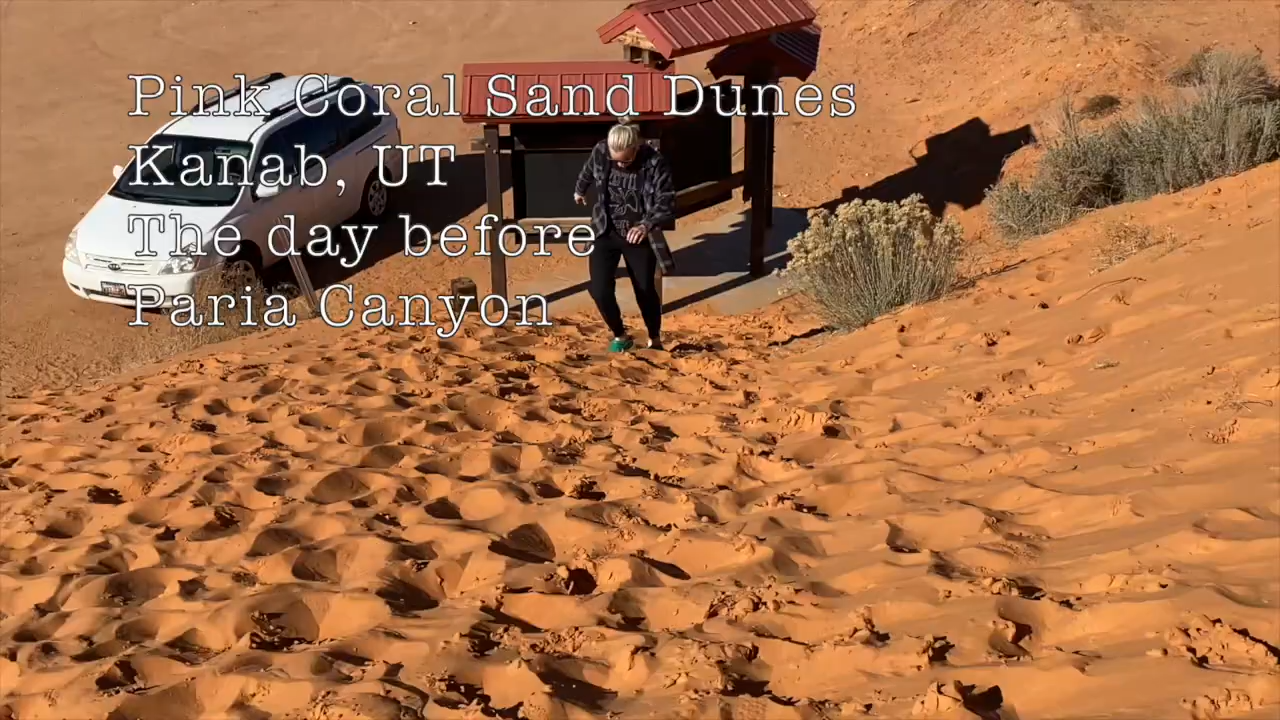 Pink Coral Sand Dunes
Kanab, UT
The day before
Paria Canyon